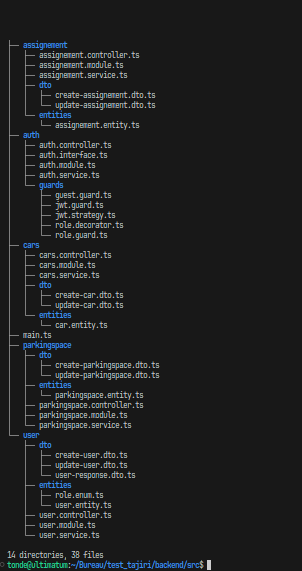 ├── assignement
│   ├── assignement.controller.ts
│   ├── assignement.module.ts
│   ├── assignement.service.ts
│   ├── dto
│   │   ├── create-assignement.dto.ts
│   │   └── update-assignement.dto.ts
│   └── entities
│       └── assignement.entity.ts
├── auth
│   ├── auth.controller.ts
│   ├── auth.interface.ts
│   ├── auth.module.ts
│   ├── auth.service.ts
│   └── guards
│       ├── guest.guard.ts
│       ├── jwt.guard.ts
│       ├── jwt.strategy.ts
│       ├── role.decorator.ts
│       └── role.guard.ts
├── cars
│   ├── cars.controller.ts
│   ├── cars.module.ts
│   ├── cars.service.ts
│   ├── dto
│   │   ├── create-car.dto.ts
│   │   └── update-car.dto.ts
│   └── entities
│       └── car.entity.ts
├── main.ts
├── parkingspace
│   ├── dto
│   │   ├── create-parkingspace.dto.ts
│   │   └── update-parkingspace.dto.ts
│   ├── entities
│   │   └── parkingspace.entity.ts
│   ├── parkingspace.controller.ts
│   ├── parkingspace.module.ts
│   └── parkingspace.service.ts
└── user
    ├── dto
    │   ├── create-user.dto.ts
    │   ├── update-user.dto.ts
    │   └── user-response.dto.ts
    ├── entities
    │   ├── role.enum.ts
    │   └── user.entity.ts
    ├── user.controller.ts
    ├── user.module.ts
    └── user.service.ts

14 directories, 38 files
tonde@ultimatum:~/Bureau/test_tajiri/backend/src$